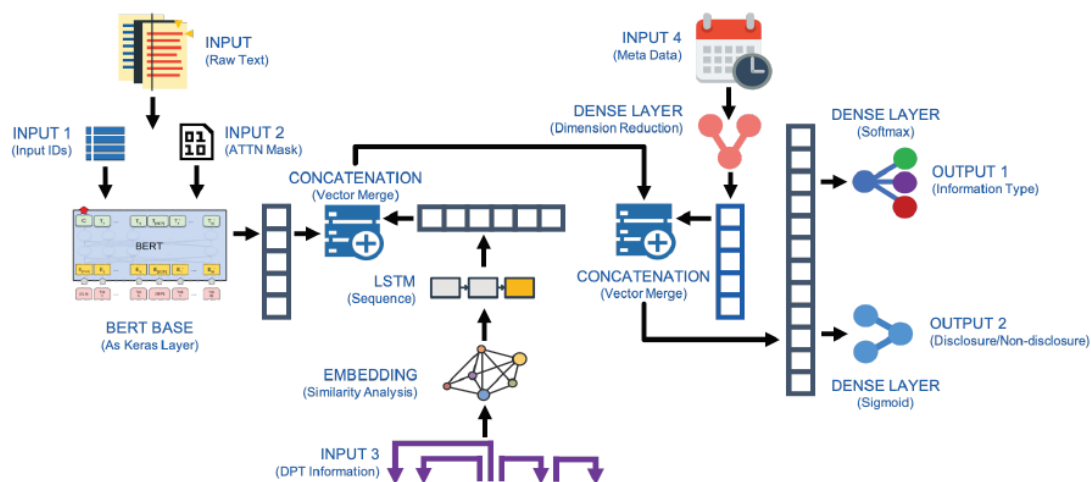 INPUT
(Raw Text)
INPUT 1
(Input IDs)
INPUT 2
(ATTN Mask)
01
10
BERT
BERT BASE
(As Keras Layer)
CONCATENATION
(Vector Merge)
LSTM
(Sequence)
EMBEDDING
(Similarity Analysis)
INPUT 3
(DPT Information)
INPUT 4
(Meta Data)
DENSE LAYER
(Dimension Reduction)
CONCATENATION
(Vector Merge)
DENSE LAYER
(Softmax)
OUTPUT 1
(Information Type)
OUTPUT 2
(Disclosure/Non-disclosure)
DENSE LAYER
(Sigmoid)